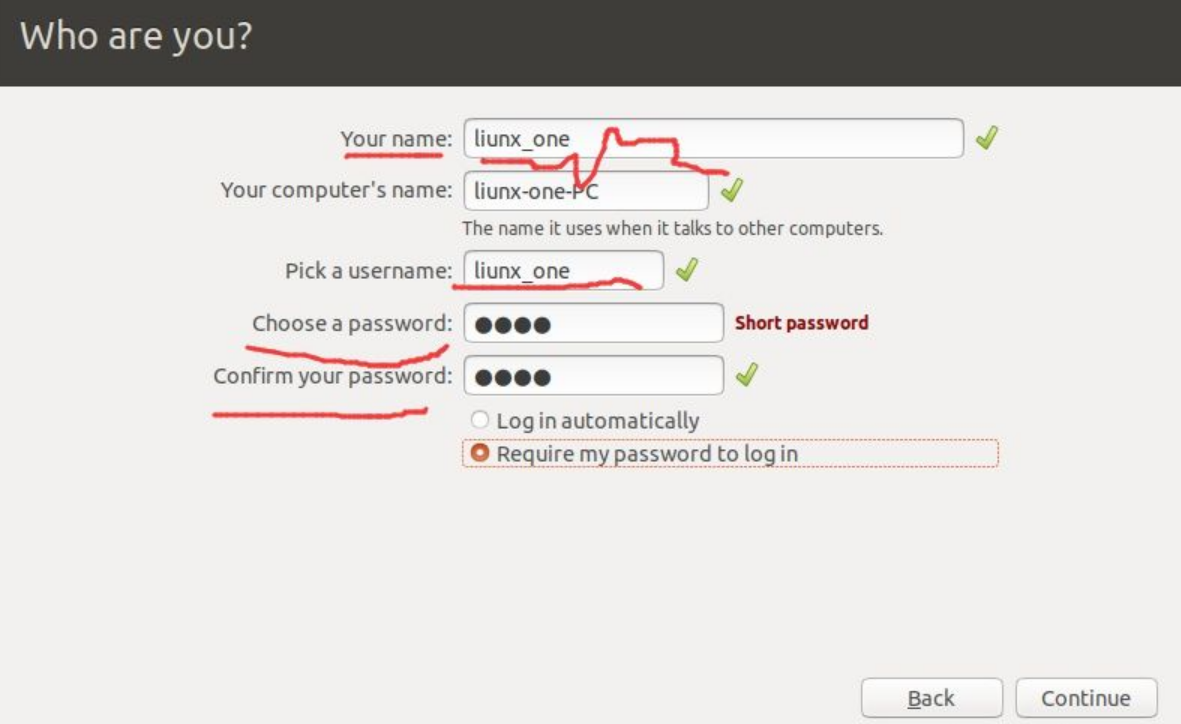 Who are you?
Your name: liunx_one
Your computer's name: liunx-one-PC
The name it uses when it talks to other computers.
Pick a username: liunx_one
Choose a password: ●●●● Short password
Confirm your password: ●●●●
Log in automatically
Require my password to log in
Back Continue